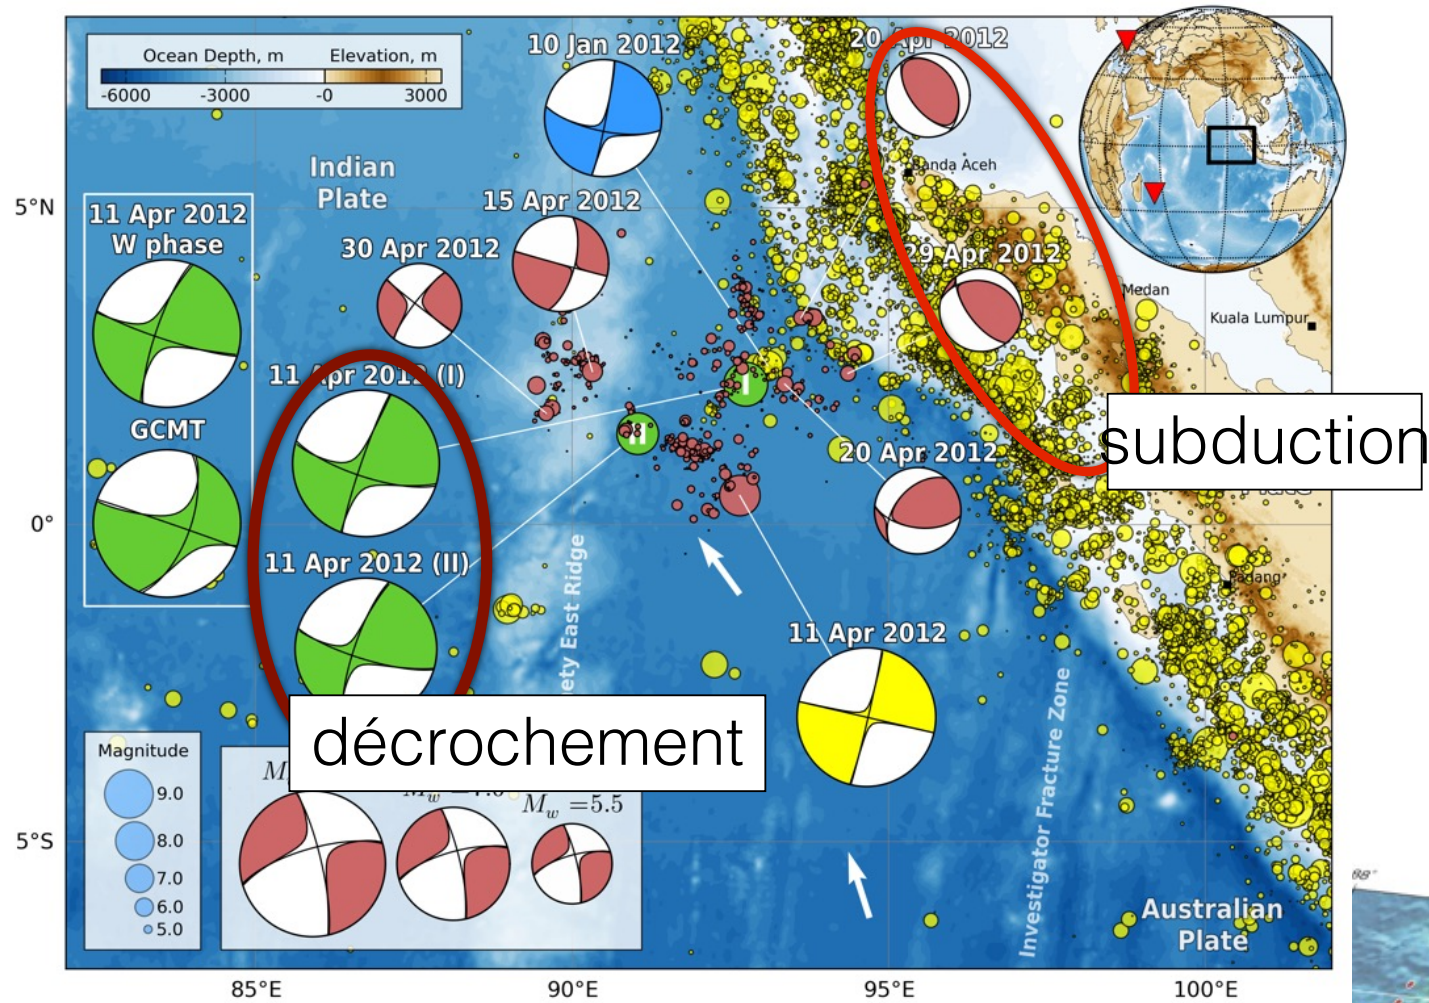 10 Jan 2012
20 Apr 2012
Ocean Depth, m
Elevation, m
-6000
-3000
-0
3000
Indian
Plate
Banda Aceh
5°N
11 Apr 2012
W phase
15 Apr 2012
30 Apr 2012
29 Apr 2012
Medan
Kuala Lumpur
11 Apr 2012 (I)
I
GCMT
II
subduction
20 Apr 2012
0°
11 Apr 2012 (II)
Padang
11 Apr 2012
décrochement
Investigator Fracture Zone
Magnitude
9.0
8.0
7.0
6.0
5.0
Mw =5.5
5°S
Australian
Plate
85°E
90°E
95°E
100°E